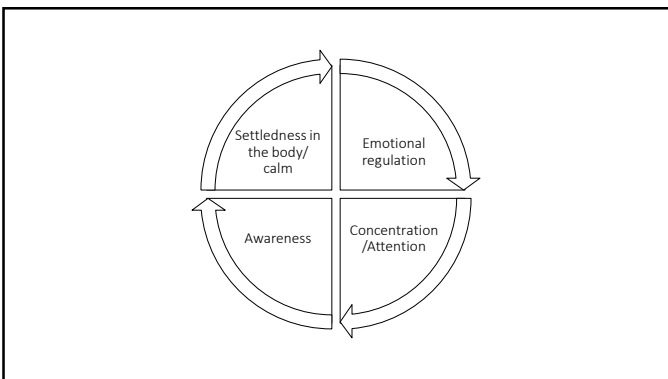 Settledness in
the body/
calm
Emotional
regulation
Awareness
Concentration
/Attention